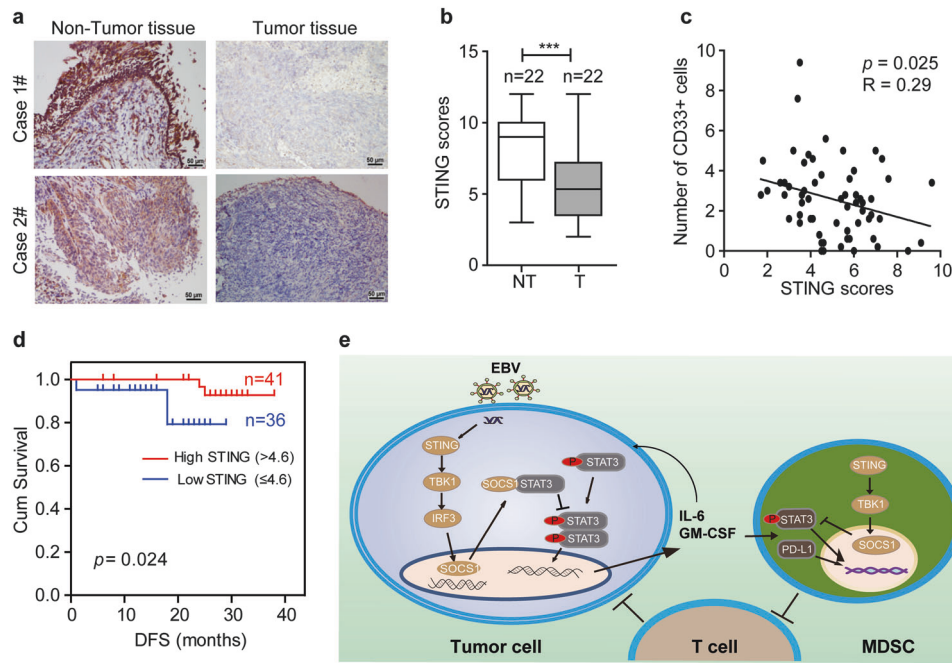 a
Non-Tumor tissue
Tumor tissue
Case 1#
50 μm
50 μm
Case 2#
50 μm
50 μm
b
***
n=22
n=22
STING scores
15
10
5
0
NT
T
c
p = 0.025
R = 0.29
Number of CD33+ cells
10
8
6
4
2
0
0
2
4
6
8
10
STING scores
d
Cum Survival
1.0
0.8
0.6
0.4
0.2
0.0
n=41
n=36
High STING (>4.6)
Low STING (≤4.6)
p = 0.024
0
10
20
30
40
DFS (months)
e
EBV
STING
TBK1
IRF3
SOCS1
SOCS1
STAT3
P
STAT3
P
STAT3
P
STAT3
IL-6
GM-CSF
STING
TBK1
SOCS1
P
STAT3
PD-L1
Tumor cell
T cell
MDSC